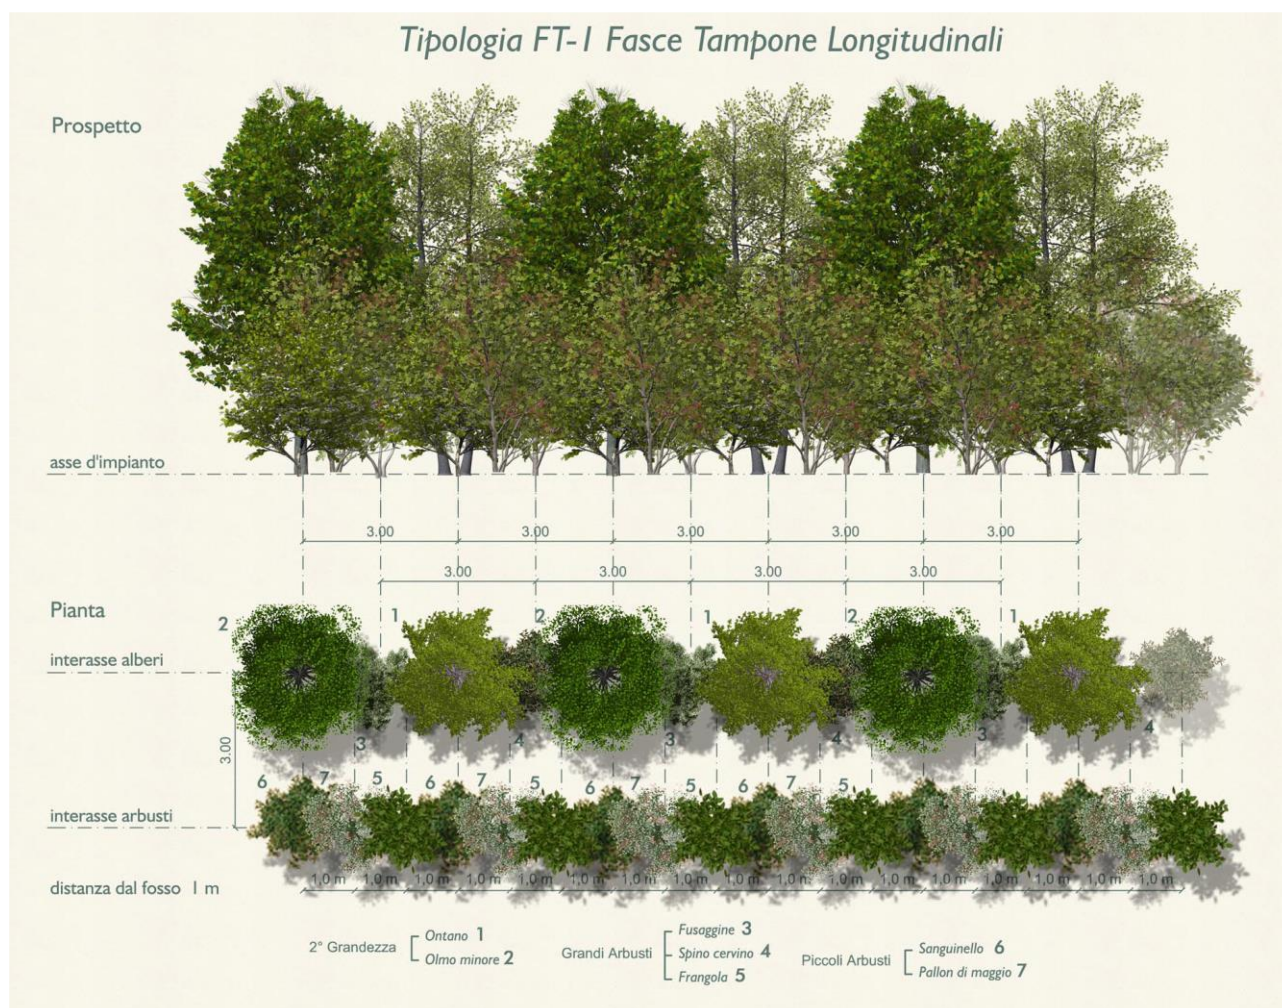 Tipologia FT-1 Fasce Tampone Longitudinali
Prospetto
asse d'impianto
3.00 3.00 3.00 3.00 3.00
3.00 3.00 3.00 3.00
Pianta
2 1 2 1 2 1
interasse alberi
3.00
3 4 3 4 3 4
6 7 5 6 7 5 6 7 5 6 7 5
interasse arbusti
distanza dal fosso 1 m
1,0 m 1,0 m 1,0 m 1,0 m 1,0 m 1,0 m 1,0 m 1,0 m 1,0 m 1,0 m 1,0 m 1,0 m 1,0 m 1,0 m 1,0 m 1,0 m 1,0 m
2° Grandezza
Ontano 1
Olmo minore 2
Grandi Arbusti
Fusaggine 3
Spino cervino 4
Frangola 5
Piccoli Arbusti
Sanguinello 6
Pallon di maggio 7